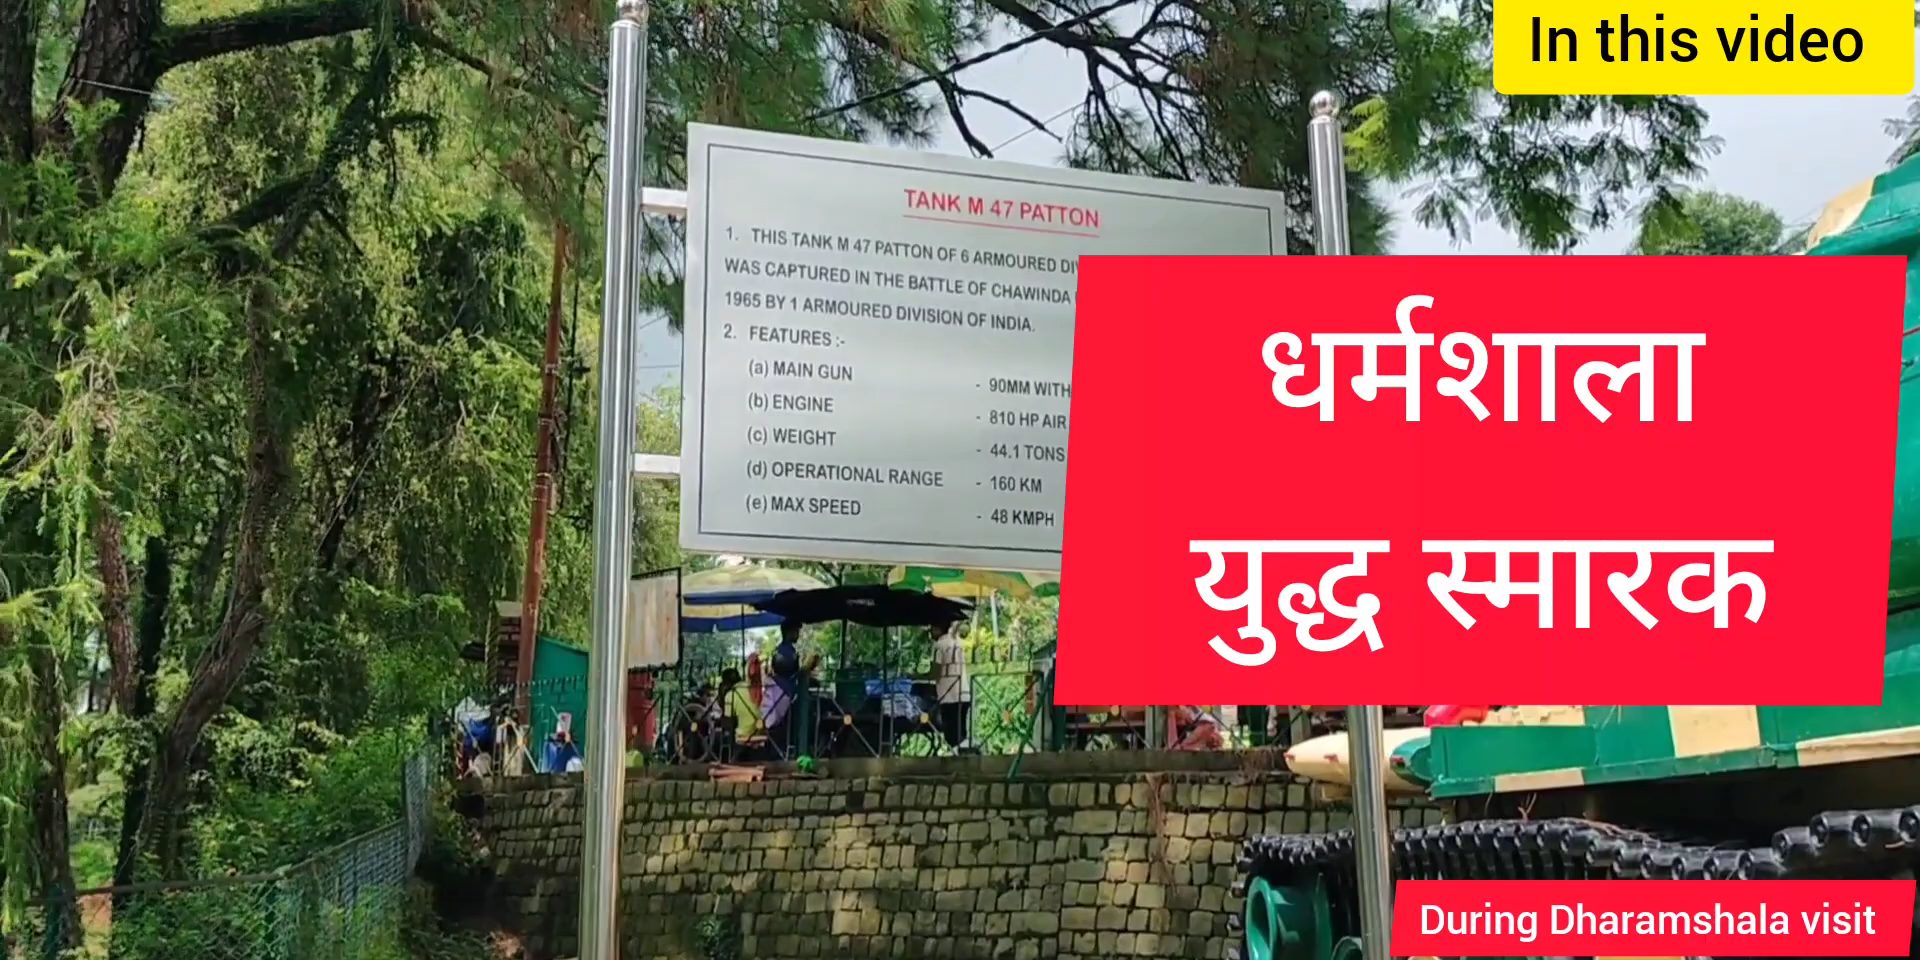 In this video
TANK M 47 PATTON
1. THIS TANK M 47 PATTON OF 6 ARMOURED
WAS CAPTURED IN THE BATTLE OF CHAWINDA
1965 BY 1 ARMOURED DIVISION OF INDIA.
2. FEATURES :-
(a) MAIN GUN - 90MM WITH
(b) ENGINE - 810 HP AIR
(c) WEIGHT - 44.1 TONS
(d) OPERATIONAL RANGE - 160 KM
(e) MAX SPEED - 48 KMPH
धर्मशाला
युद्ध स्मारक
During Dharamshala visit